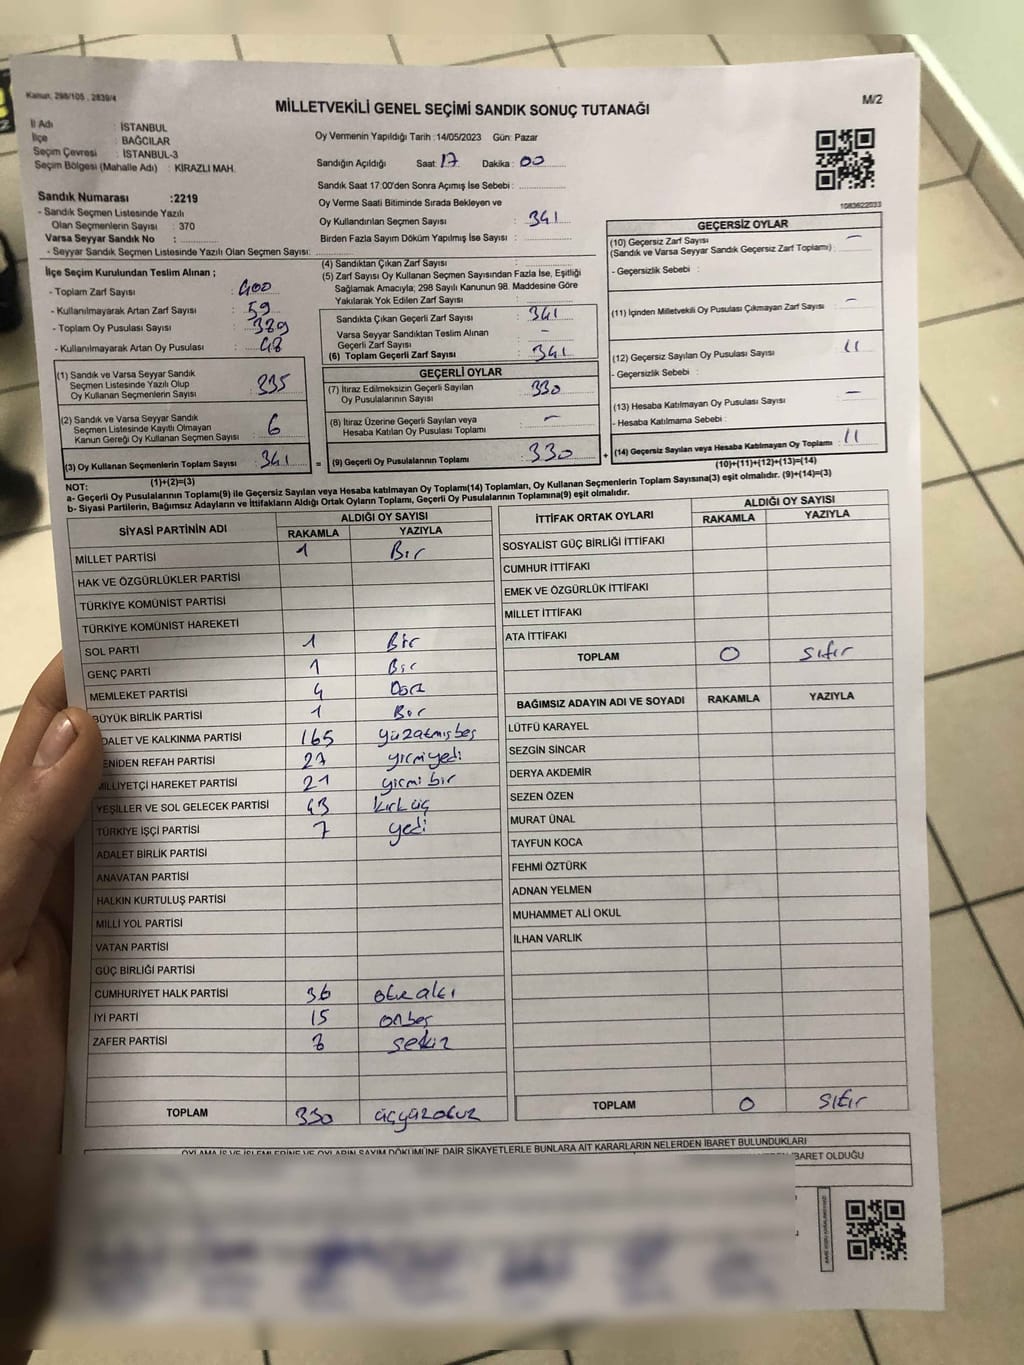 Kanun, 298/105 , 2839/4
MİLLETVEKİLİ GENEL SEÇİMİ SANDIK SONUÇ TUTANAĞI
M/2
İl Adı : İSTANBUL
İlçe : BAĞCILAR
Seçim Çevresi : İSTANBUL-3
Seçim Bölgesi (Mahalle Adı) : KİRAZLI MAH.
Oy Vermenin Yapıldığı Tarih :14/05/2023 Gün: Pazar
Sandığın Açıldığı Saat 17 Dakika : 00
Sandık Saat 17:00'den Sonra Açımış İse Sebebi :
Oy Verme Saati Bitiminde Sırada Bekleyen ve
Oy Kullandırılan Seçmen Sayısı : 341
Birden Fazla Sayım Döküm Yapılmış İse Sayısı :
1083622033
Sandık Numarası :2219
- Sandık Seçmen Listesinde Yazılı
Olan Seçmenlerin Sayısı : 370
Varsa Seyyar Sandık No :
- Seyyar Sandık Seçmen Listesinde Yazılı Olan Seçmen Sayısı:
İlçe Seçim Kurulundan Teslim Alınan ;
- Toplam Zarf Sayısı : 400
- Kullanılmayarak Artan Zarf Sayısı : 59
- Toplam Oy Pusulası Sayısı : 389
- Kullanılmayarak Artan Oy Pusulası : 48
(1) Sandık ve Varsa Seyyar Sandık
Seçmen Listesinde Yazılı Olup
Oy Kullanan Seçmenlerin Sayısı : 335
(2) Sandık ve Varsa Seyyar Sandık
Seçmen Listesinde Kayıtlı Olmayan
Kanun Gereği Oy Kullanan Seçmen Sayısı : 6
(3) Oy Kullanan Seçmenlerin Toplam Sayısı : 341
(1)+(2)=(3)
(4) Sandıktan Çıkan Zarf Sayısı :
(5) Zarf Sayısı Oy Kullanan Seçmen Sayısından Fazla İse, Eşitliği
Sağlamak Amacıyla; 298 Sayılı Kanunun 98. Maddesine Göre
Yakılarak Yok Edilen Zarf Sayısı :
Sandıkta Çıkan Geçerli Zarf Sayısı : 341
Varsa Seyyar Sandıktan Teslim Alınan
Geçerli Zarf Sayısı : -
(6) Toplam Geçerli Zarf Sayısı : 341
GEÇERLİ OYLAR
(7) İtiraz Edilmeksizin Geçerli Sayılan
Oy Pusulalarının Sayısı : 330
(8) İtiraz Üzerine Geçerli Sayılan veya
Hesaba Katılan Oy Pusulası Toplamı : -
= (9) Geçerli Oy Pusulalarının Toplamı : 330
GEÇERSİZ OYLAR
(10) Geçersiz Zarf Sayısı : -
(Sandık ve Varsa Seyyar Sandık Geçersiz Zarf Toplamı)
- Geçersizlik Sebebi :
(11) İçinden Milletvekili Oy Pusulası Çıkmayan Zarf Sayısı : -
(12) Geçersiz Sayılan Oy Pusulası Sayısı : 11
- Geçersizlik Sebebi :
(13) Hesaba Katılmayan Oy Pusulası Sayısı : -
- Hesaba Katılmama Sebebi :
+ (14) Geçersiz Sayılan veya Hesaba Katılmayan Oy Toplamı : 11
(10)+(11)+(12)+(13)=(14)
NOT:
a- Geçerli Oy Pusulalarının Toplamı(9) ile Geçersiz Sayılan veya Hesaba Katılmayan Oy Toplamı(14) Toplamları, Oy Kullanan Seçmenlerin Toplam Sayısına(3) eşit olmalıdır. (9)+(14)=(3)
b- Siyasi Partilerin, Bağımsız Adayların ve İttifakların Aldığı Ortak Oyların Toplamı, Geçerli Oy Pusulalarının Toplamına(9) eşit olmalıdır.
SİYASİ PARTİNİN ADI ALDIĞI OY SAYISI
RAKAMLA YAZIYLA
MİLLET PARTİSİ 1 Bir
HAK VE ÖZGÜRLÜKLER PARTİSİ
TÜRKİYE KOMÜNİST PARTİSİ
TÜRKİYE KOMÜNİST HAREKETİ
SOL PARTİ 1 Bir
GENÇ PARTİ 1 Bir
MEMLEKET PARTİSİ 4 Dört
BÜYÜK BİRLİK PARTİSİ 1 Bir
DALET VE KALKINMA PARTİSİ 165 yüzatmışbeş
ENİDEN REFAH PARTİSİ 27 yirmiyedi
MİLLİYETÇİ HAREKET PARTİSİ 21 yirmi bir
YEŞİLLER VE SOL GELECEK PARTİSİ 43 kırk üç
TÜRKİYE İŞÇİ PARTİSİ 7 yedi
ADALET BİRLİK PARTİSİ
ANAVATAN PARTİSİ
HALKIN KURTULUŞ PARTİSİ
MİLLİ YOL PARTİSİ
VATAN PARTİSİ
GÜÇ BİRLİĞİ PARTİSİ
CUMHURİYET HALK PARTİSİ 36 otuz altı
İYİ PARTİ 15 onbeş
ZAFER PARTİSİ 8 sekiz
TOPLAM 330 üçyüzotuz
İTTİFAK ORTAK OYLARI ALDIĞI OY SAYISI
RAKAMLA YAZIYLA
SOSYALİST GÜÇ BİRLİĞİ İTTİFAKI
CUMHUR İTTİFAKI
EMEK VE ÖZGÜRLÜK İTTİFAKI
MİLLET İTTİFAKI
ATA İTTİFAKI
TOPLAM 0 sıfır
BAĞIMSIZ ADAYIN ADI VE SOYADI RAKAMLA YAZIYLA
LÜTFÜ KARAYEL
SEZGİN SİNCAR
DERYA AKDEMİR
SEZEN ÖZEN
MURAT ÜNAL
TAYFUN KOCA
FEHMİ ÖZTÜRK
ADNAN YELMEN
MUHAMMET ALİ OKUL
İLHAN VARLIK
TOPLAM 0 sıfır
OYLAMA İŞ VE İŞLEMLERİNE VE OYLARIN SAYIM DÖKÜMÜNE DAİR ŞİKAYETLERLE BUNLARA AİT KARARLARIN NELERDEN İBARET BULUNDUKLARI
BARET OLDUĞU